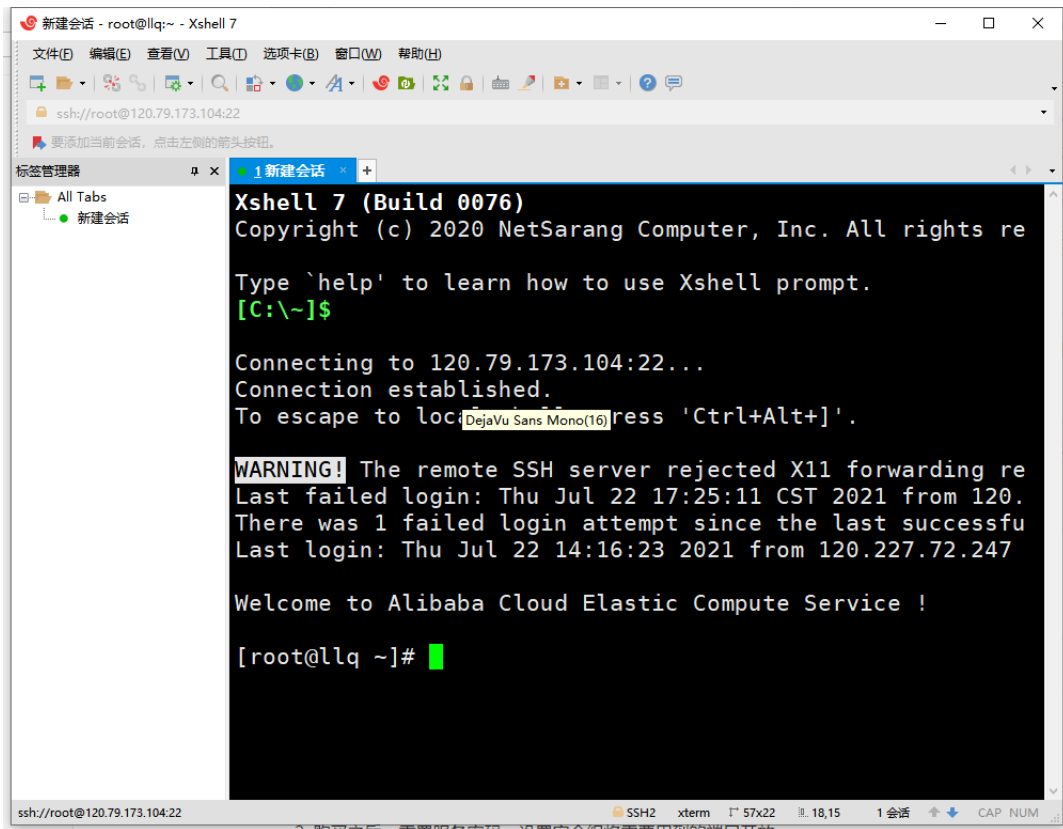 新建会话 - root@llq:~ - Xshell 7
文件(F) 编辑(E) 查看(V) 工具(T) 选项卡(B) 窗口(W) 帮助(H)
ssh://root@120.79.173.104:22
要添加当前会话，点击左侧的箭头按钮。
标签管理器
1 新建会话
All Tabs
新建会话
Xshell 7 (Build 0076)
Copyright (c) 2020 NetSarang Computer, Inc. All rights re
Type `help' to learn how to use Xshell prompt.
[C:\~]$
Connecting to 120.79.173.104:22...
Connection established.
To escape to loc
DejaVu Sans Mono(16)
ress 'Ctrl+Alt+]'.
WARNING! The remote SSH server rejected X11 forwarding re
Last failed login: Thu Jul 22 17:25:11 CST 2021 from 120.
There was 1 failed login attempt since the last successfu
Last login: Thu Jul 22 14:16:23 2021 from 120.227.72.247
Welcome to Alibaba Cloud Elastic Compute Service !
[root@llq ~]#
ssh://root@120.79.173.104:22 SSH2 xterm 57x22 18,15 1 会话 CAP NUM